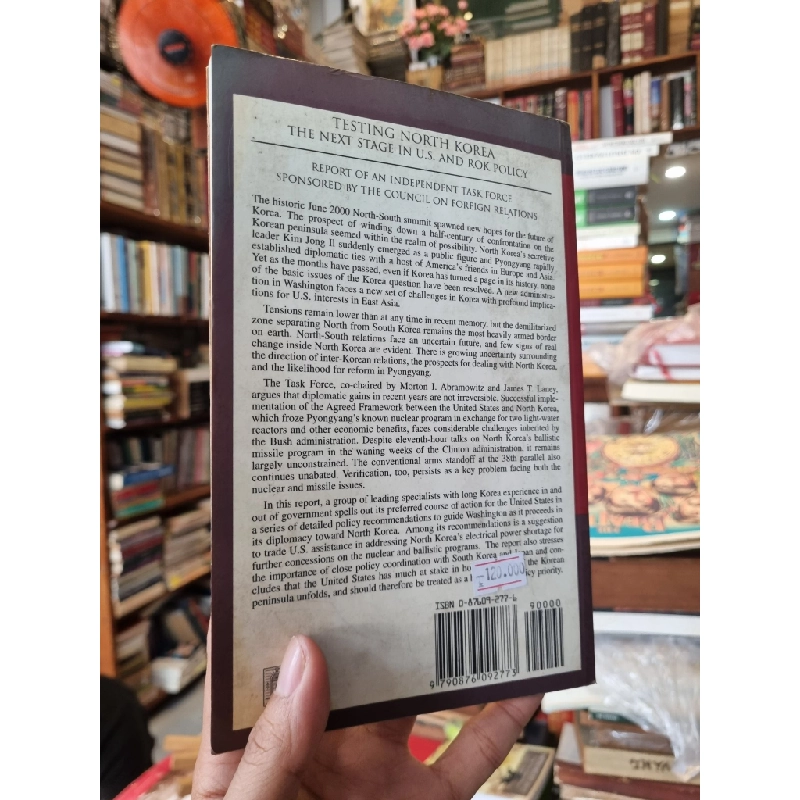 TESTING NORTH KOREA
THE NEXT STAGE IN U.S. AND ROK POLICY
REPORT OF AN INDEPENDENT TASK FORCE
SPONSORED BY THE COUNCIL ON FOREIGN RELATIONS
The historic June 2000 North-South summit spawned new hopes for the future of
Korea. The prospect of winding down a half-century of confrontation on the
Korean peninsula seemed within the realm of possibility. North Korea's secretive
leader Kim Jong Il suddenly emerged as a public figure and Pyongyang rapidly
established diplomatic ties with a host of America's friends in Europe and Asia.
Yet as the months have passed, even if Korea has turned a page in its history, none
of the basic issues of the Korea question have been resolved. A new administra-
tion in Washington faces a new set of challenges in Korea with profound implica-
tions for U.S. interests in East Asia.
Tensions remain lower than at any time in recent memory, but the demilitarized
zone separating North from South Korea remains the most heavily armed border
on earth. North-South relations face an uncertain future, and few signs of real
change inside North Korea are evident. There is growing uncertainty surrounding
the direction of inter-Korean relations, the prospects for dealing with North Korea,
and the likelihood for reform in Pyongyang.
The Task Force, co-chaired by Morton I. Abramowitz and James T. Laney,
argues that diplomatic gains in recent years are not irreversible. Successful imple-
mentation of the Agreed Framework between the United States and North Korea,
which froze Pyongyang's known nuclear program in exchange for two light-water
reactors and other economic benefits, faces considerable challenges inherited by
the Bush administration. Despite eleventh-hour talks on North Korea's ballistic
missile program in the waning weeks of the Clinton administration, it remains
largely unconstrained. The conventional arms standoff at the 38th parallel also
continues unabated. Verification, too, persists as a key problem facing both the
nuclear and missile issues.
In this report, a group of leading specialists with long Korea experience in and
out of government spells out its preferred course of action for the United States in
a series of detailed policy recommendations to guide Washington as it proceeds in
its diplomacy toward North Korea. Among its recommendations is a suggestion
to trade U.S. assistance in addressing North Korea's electrical power shortage for
further concessions on the nuclear and ballistic programs. The report also stresses
the importance of close policy coordination with South Korea and Japan and con-
cludes that the United States has much at stake in the Korean
peninsula unfolds, and should therefore be treated as a policy priority.
120.000
ISBN 0-87609-277-6
90000
9 790876 092773